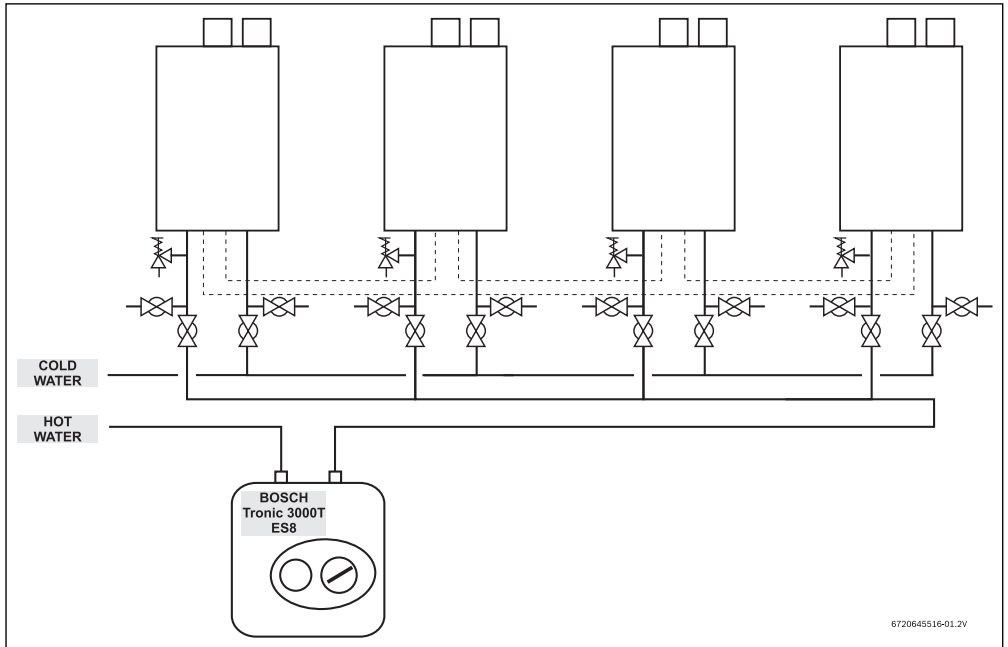 COLD
WATER
HOT
WATER
BOSCH
Tronic 3000T
ES8
6720645516-01.2V